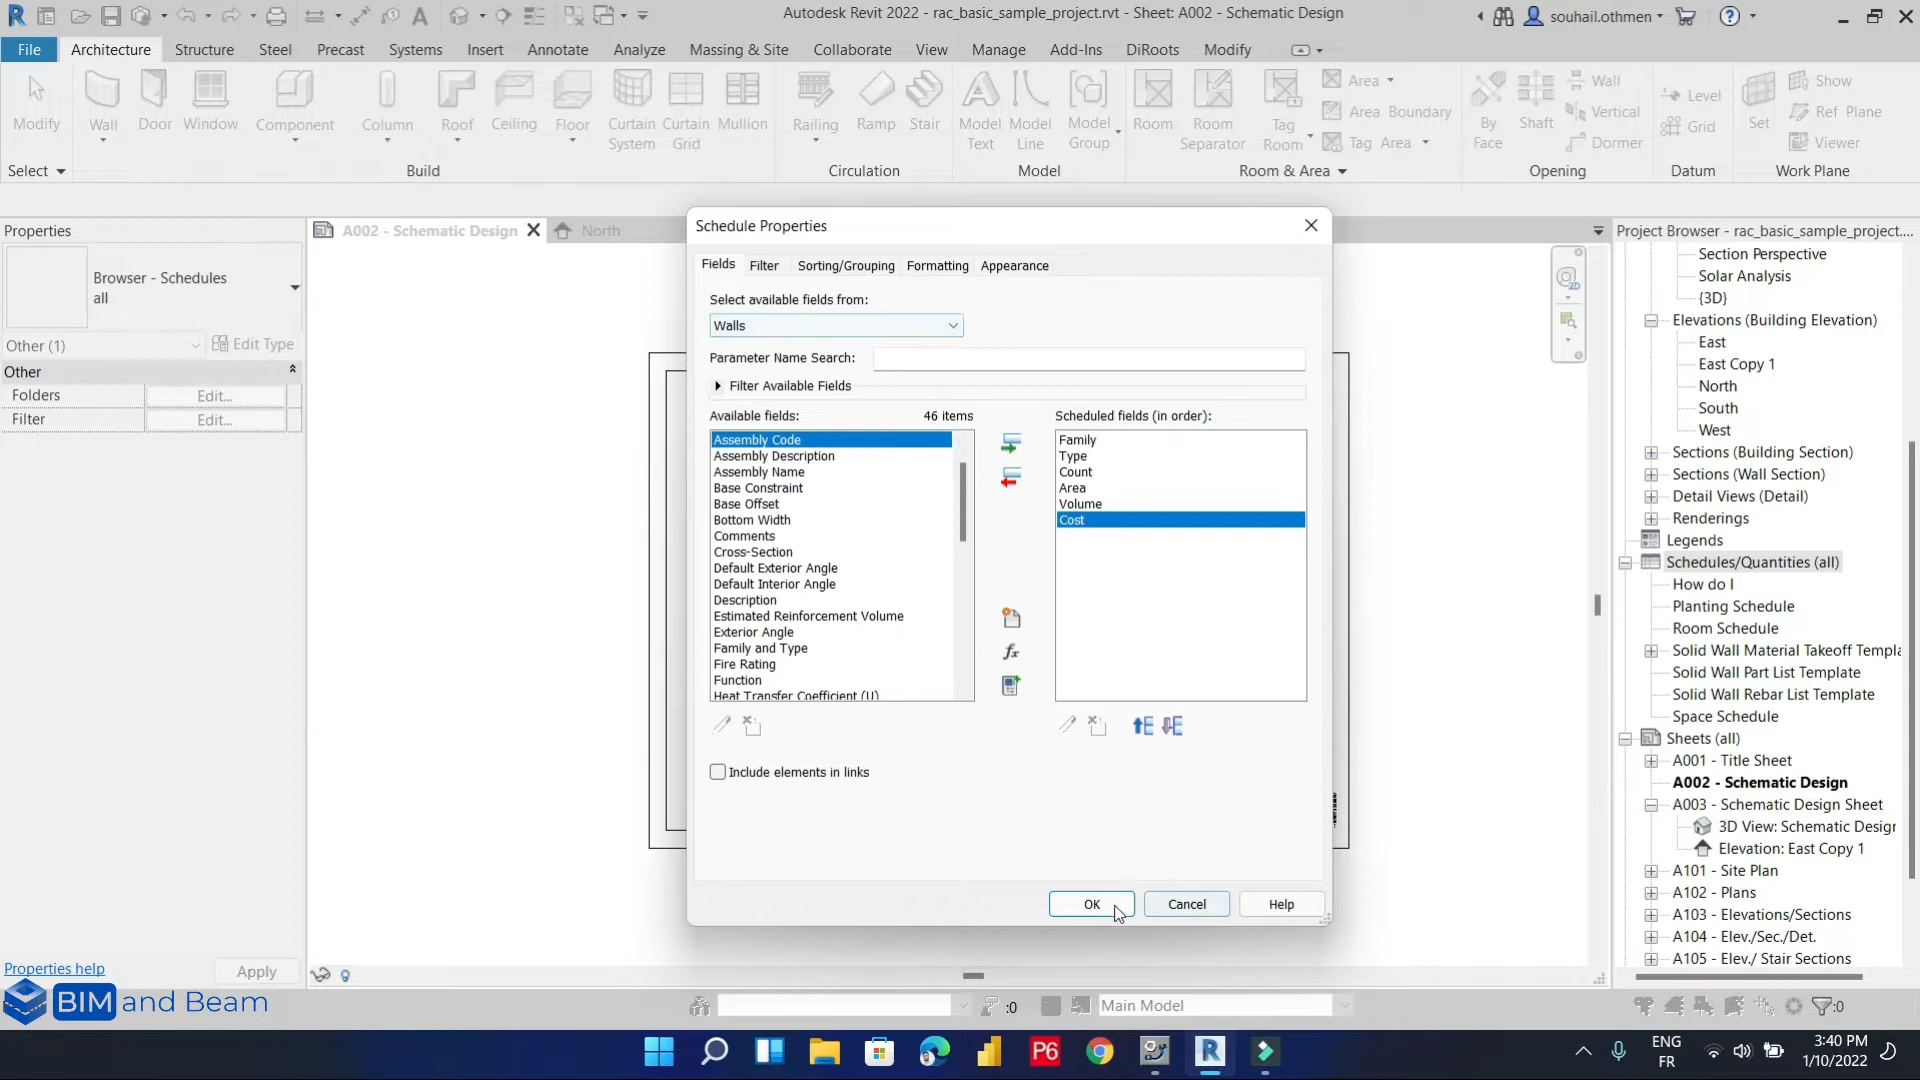 Autodesk Revit 2022 - rac_basic_sample_project.rvt - Sheet: A002 - Schematic Design
souhail.othmen
File
Architecture
Structure
Steel
Precast
Systems
Insert
Annotate
Analyze
Massing & Site
Collaborate
View
Manage
Add-Ins
DiRoots
Modify
Modify
Wall
Door
Window
Component
Column
Roof
Ceiling
Floor
Curtain
System
Curtain
Grid
Mullion
Railing
Ramp
Stair
Model
Text
Model
Line
Model
Group
Room
Room
Separator
Tag
Room
Area
Area Boundary
Tag Area
By
Face
Shaft
Wall
Vertical
Dormer
Level
Grid
Set
Show
Ref Plane
Viewer
Select
Build
Circulation
Model
Room & Area
Opening
Datum
Work Plane
Properties
Browser - Schedules
all
Other (1)
Edit Type
Other
Folders
Edit...
Filter
Edit...
Properties help
Apply
BIM and Beam
A002 - Schematic Design
North
Schedule Properties
Fields
Filter
Sorting/Grouping
Formatting
Appearance
Select available fields from:
Walls
Parameter Name Search:
Filter Available Fields
Available fields:
46 items
Assembly Code
Assembly Description
Assembly Name
Base Constraint
Base Offset
Bottom Width
Comments
Cross-Section
Default Exterior Angle
Default Interior Angle
Description
Estimated Reinforcement Volume
Exterior Angle
Family and Type
Fire Rating
Function
Heat Transfer Coefficient (U)
Scheduled fields (in order):
Family
Type
Count
Area
Volume
Cost
Include elements in links
OK
Cancel
Help
Project Browser - rac_basic_sample_project....
Section Perspective
Solar Analysis
{3D}
Elevations (Building Elevation)
East
East Copy 1
North
South
West
Sections (Building Section)
Sections (Wall Section)
Detail Views (Detail)
Renderings
Legends
Schedules/Quantities (all)
How do I
Planting Schedule
Room Schedule
Solid Wall Material Takeoff Templa
Solid Wall Part List Template
Solid Wall Rebar List Template
Space Schedule
Sheets (all)
A001 - Title Sheet
A002 - Schematic Design
A003 - Schematic Design Sheet
3D View: Schematic Design
Elevation: East Copy 1
A101 - Site Plan
A102 - Plans
A103 - Elevations/Sections
A104 - Elev./Sec./Det.
A105 - Elev./ Stair Sections
:0
Main Model
:0
P6
R
ENG
FR
3:40 PM
1/10/2022